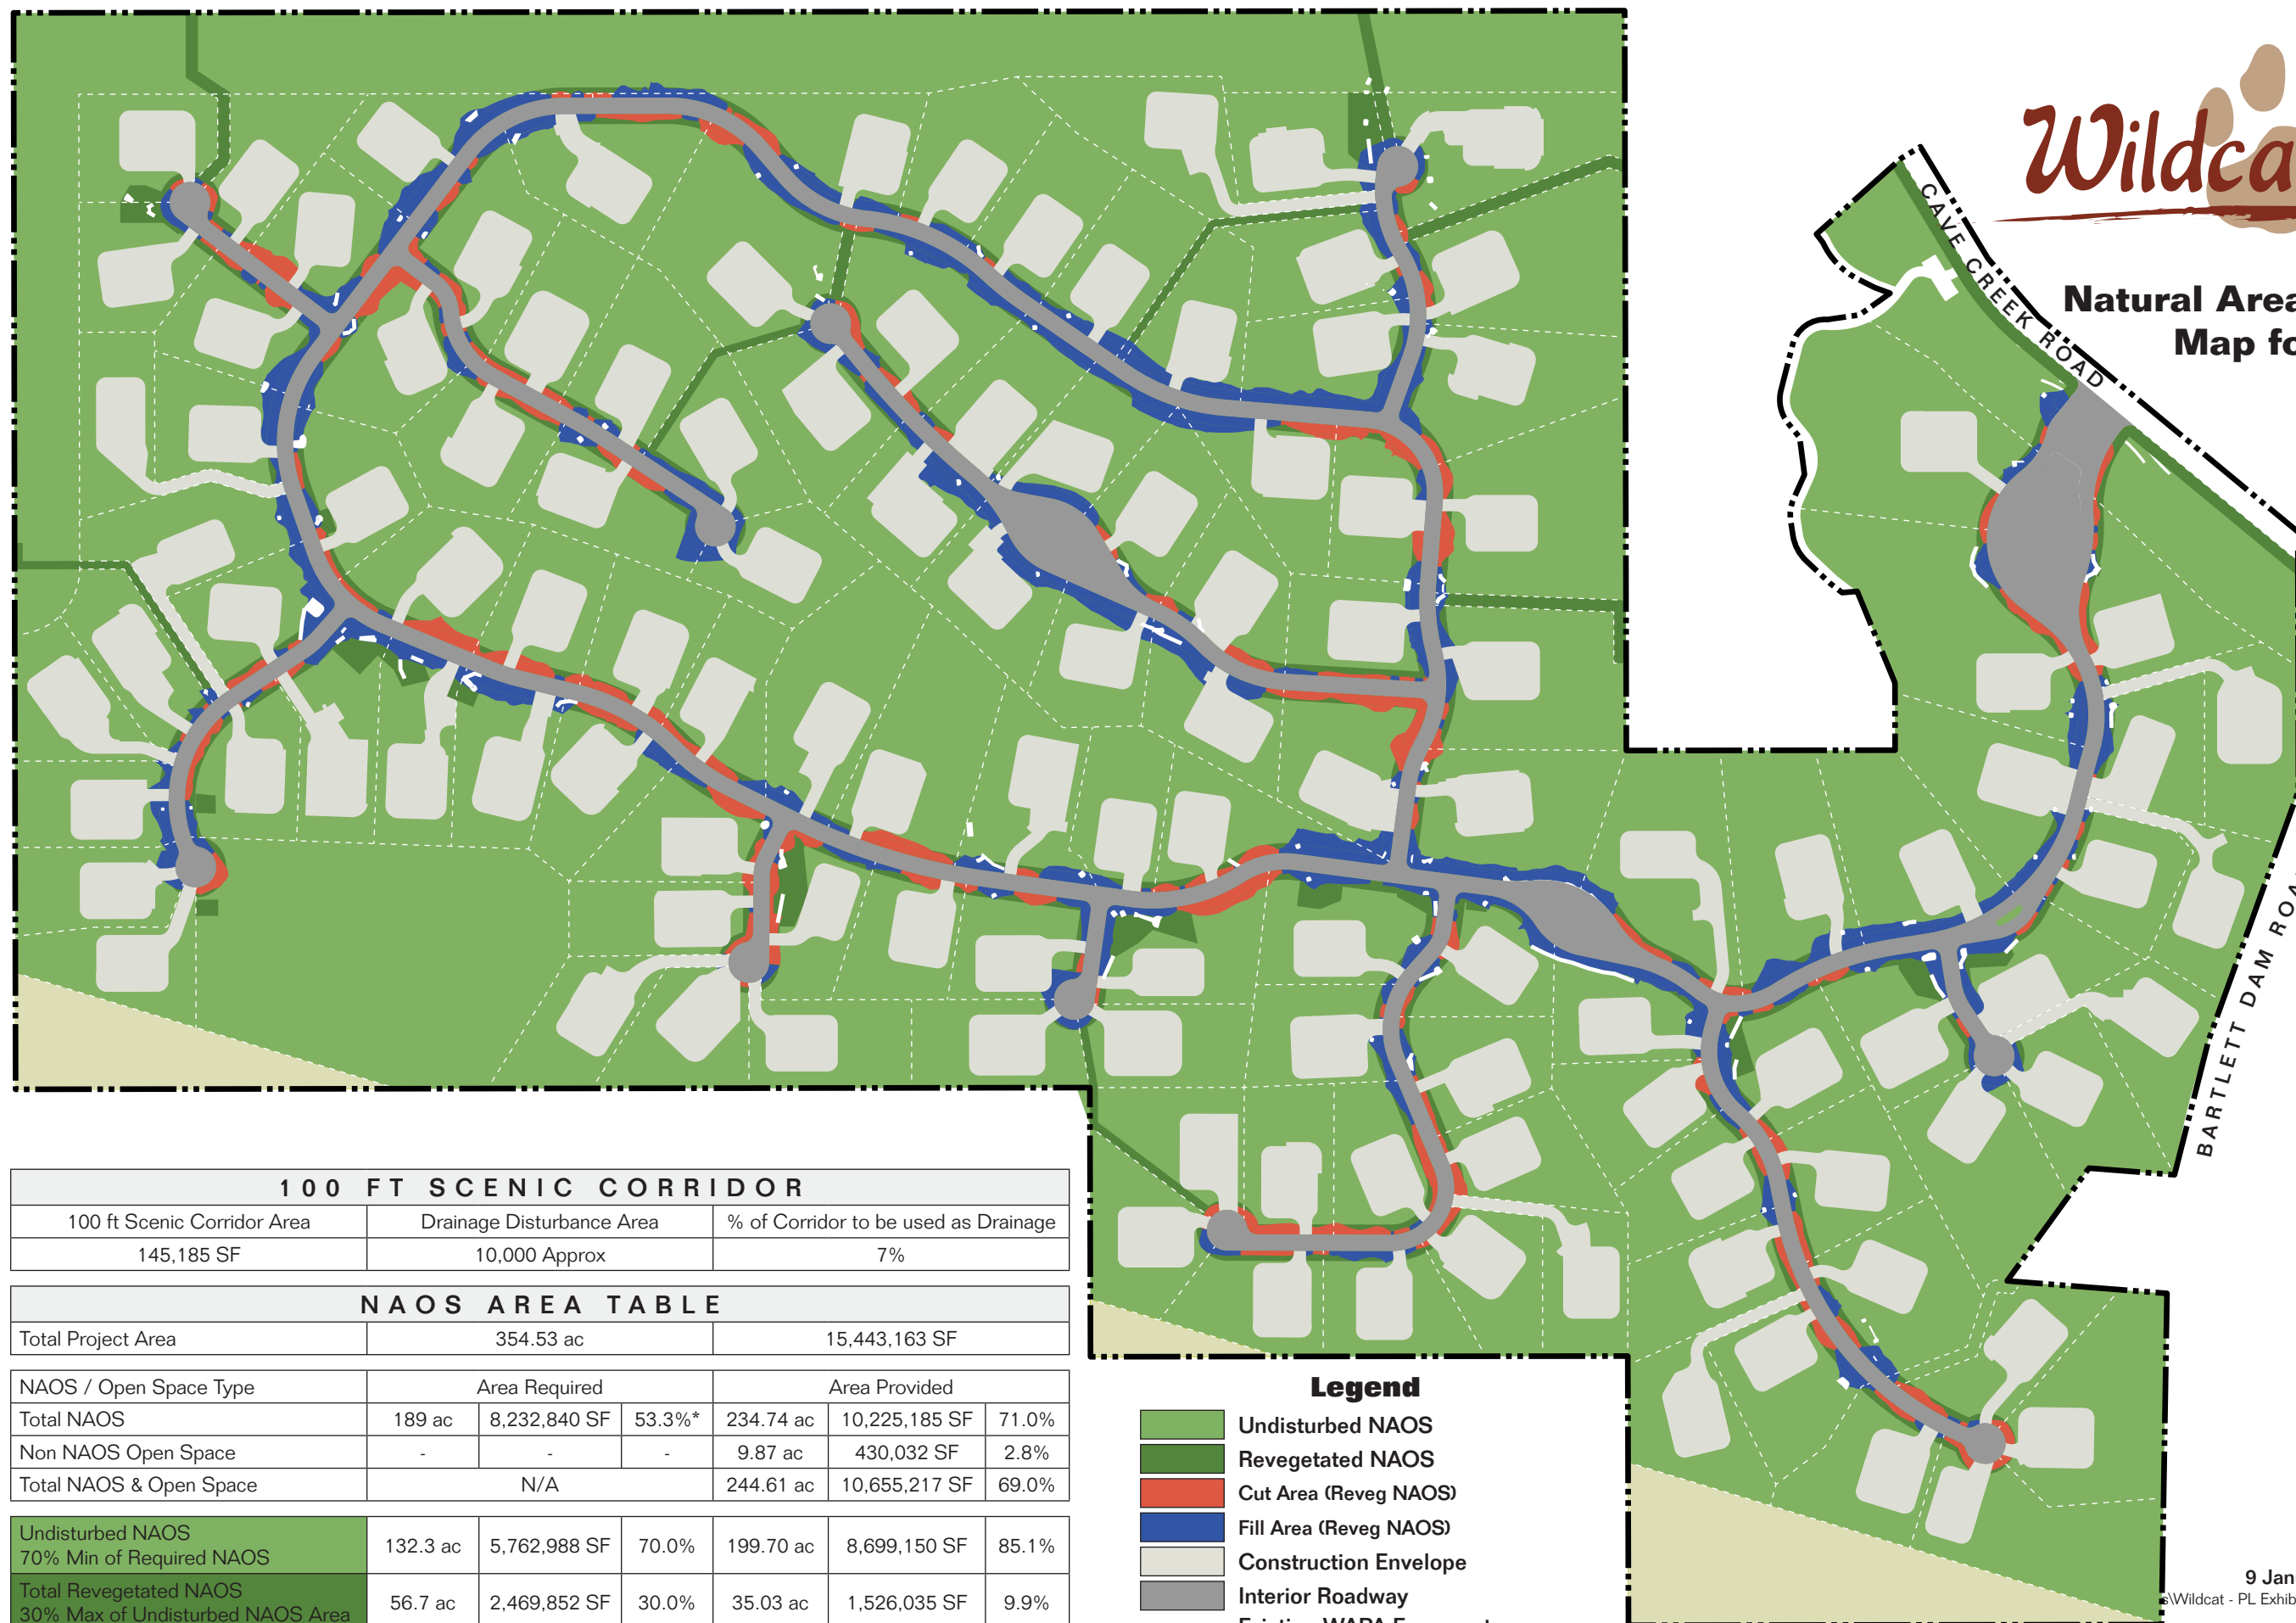 Wildca
Natural Area
Map fo
CAVE CREEK ROAD
BARTLETT DAM ROA
100 FT SCENIC CORRIDOR
100 ft Scenic Corridor Area Drainage Disturbance Area % of Corridor to be used as Drainage
145,185 SF 10,000 Approx 7%
NAOS AREA TABLE
Total Project Area 354.53 ac 15,443,163 SF
NAOS / Open Space Type Area Required Area Provided
Total NAOS 189 ac 8,232,840 SF 53.3%* 234.74 ac 10,225,185 SF 71.0%
Non NAOS Open Space - - - 9.87 ac 430,032 SF 2.8%
Total NAOS & Open Space N/A 244.61 ac 10,655,217 SF 69.0%
Undisturbed NAOS
70% Min of Required NAOS 132.3 ac 5,762,988 SF 70.0% 199.70 ac 8,699,150 SF 85.1%
Total Revegetated NAOS
30% Max of Undisturbed NAOS Area 56.7 ac 2,469,852 SF 30.0% 35.03 ac 1,526,035 SF 9.9%
Legend
Undisturbed NAOS
Revegetated NAOS
Cut Area (Reveg NAOS)
Fill Area (Reveg NAOS)
Construction Envelope
Interior Roadway
9 Jan
s\Wildcat - PL Exhib